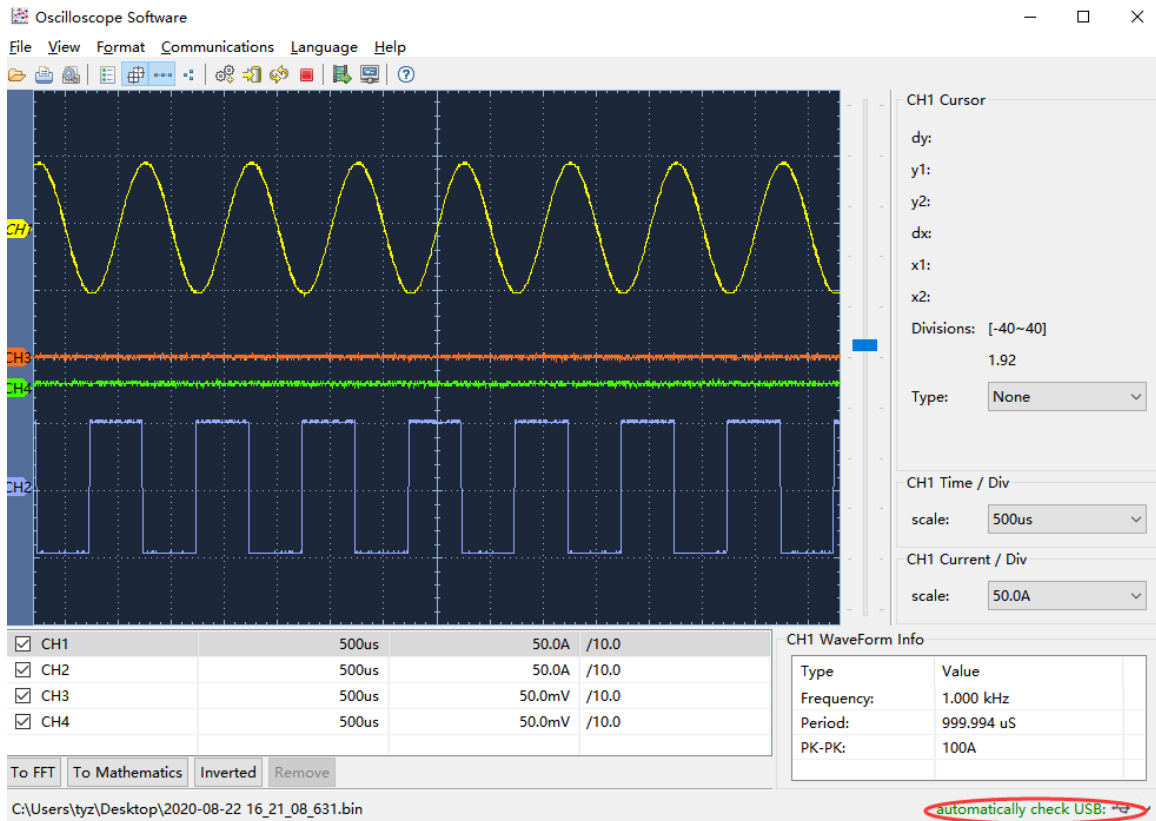 Oscilloscope Software
File View Format Communications Language Help
CH1 Cursor
dy:
y1:
y2:
dx:
x1:
x2:
Divisions: [-40~40]
1.92
Type: None
CH1
CH3
CH4
CH2
CH1 Time / Div
scale: 500us
CH1 Current / Div
scale: 50.0A
CH1 500us 50.0A /10.0
CH2 500us 50.0A /10.0
CH3 500us 50.0mV /10.0
CH4 500us 50.0mV /10.0
CH1 WaveForm Info
Type Value
Frequency: 1.000 kHz
Period: 999.994 uS
PK-PK: 100A
To FFT To Mathematics Inverted Remove
C:\Users\tyz\Desktop\2020-08-22 16_21_08_631.bin
automatically check USB: